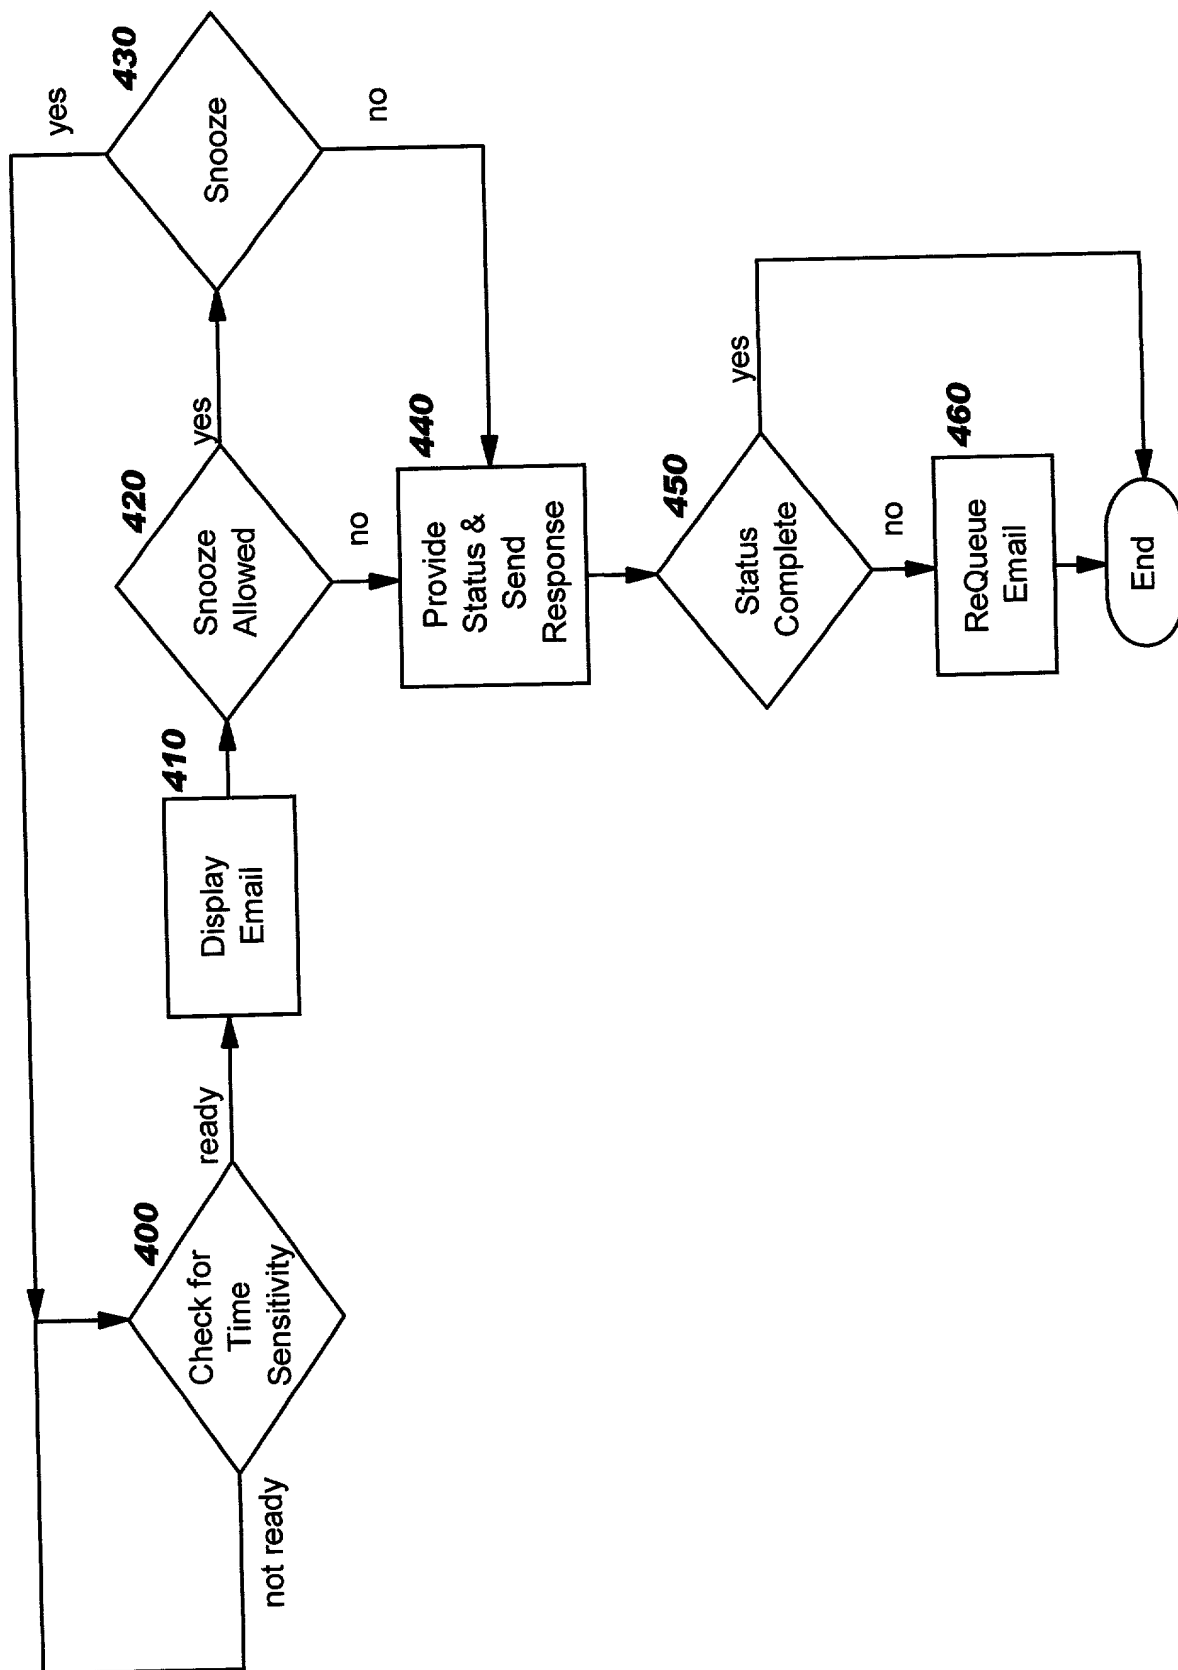 400
Check for
Time
Sensitivity
not ready
ready
410
Display
Email
420
Snooze
Allowed
yes
no
430
Snooze
yes
no
440
Provide
Status &
Send
Response
450
Status
Complete
yes
no
460
ReQueue
Email
End